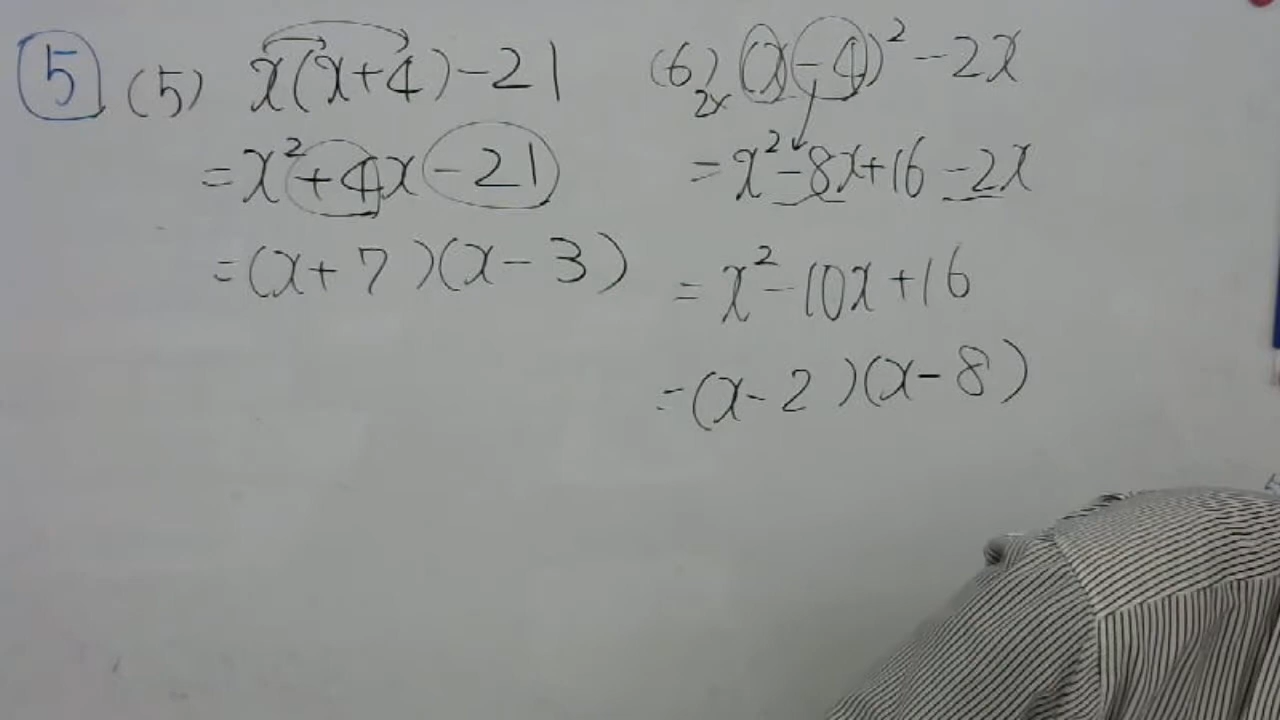 5 (5) x(x+4)-21
=x²+4x-21
=(x+7)(x-3)
(6) (x-4)²-2x
2x
=x²-8x+16-2x
=x²-10x+16
=(x-2)(x-8)